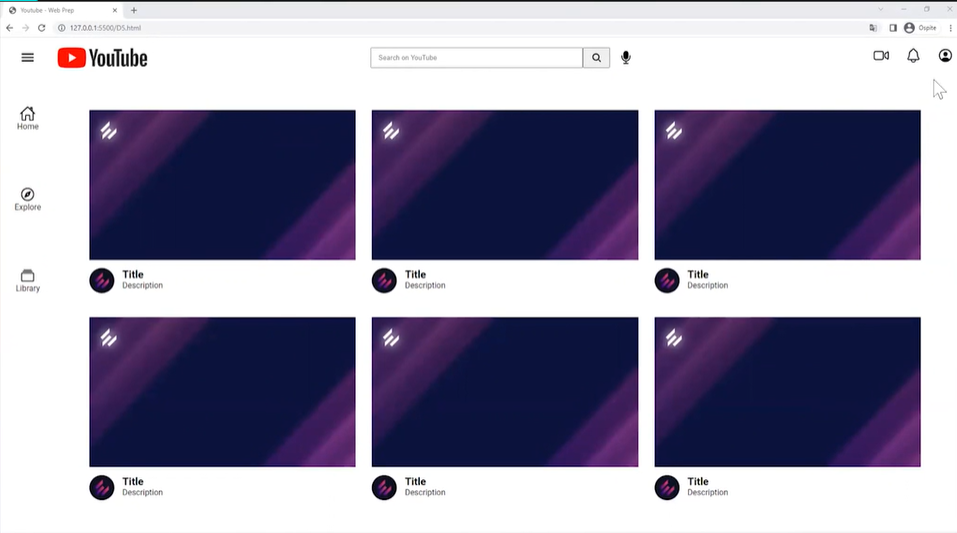 Youtube - Web Prep
127.0.0.1:5500/D5.html
Ospite
YouTube
Search on YouTube
Home
Explore
Library
Title
Description
Title
Description
Title
Description
Title
Description
Title
Description
Title
Description